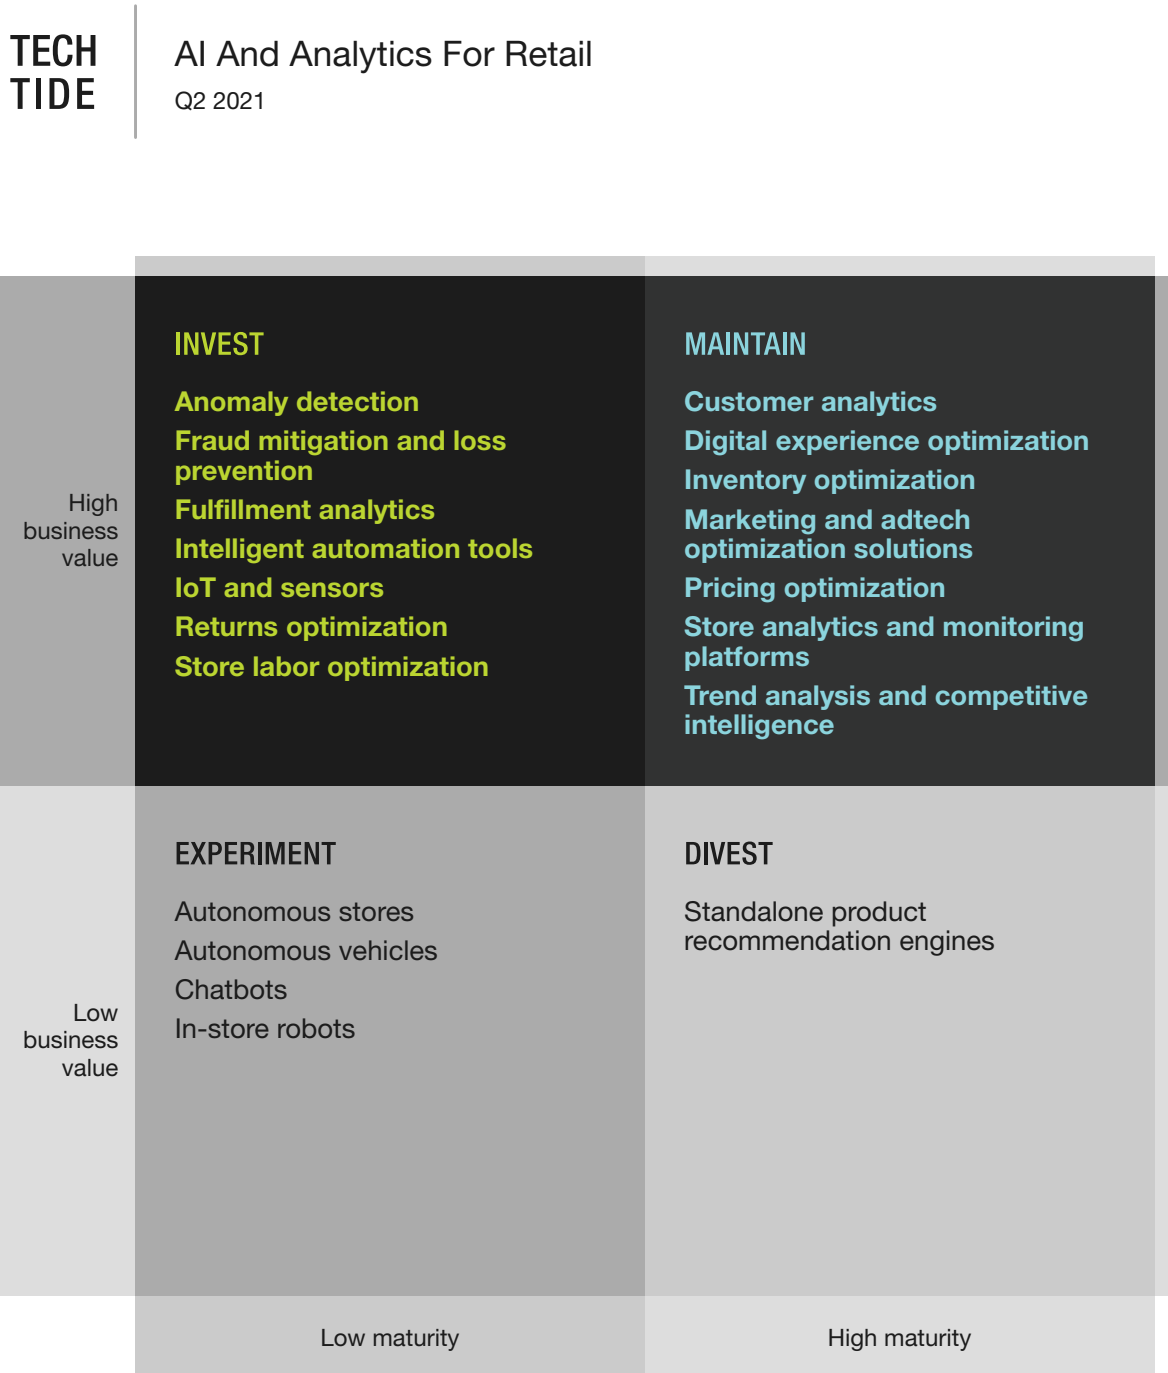 TECH
TIDE
AI And Analytics For Retail
Q2 2021
High
business
value
INVEST
Anomaly detection
Fraud mitigation and loss
prevention
Fulfillment analytics
Intelligent automation tools
IoT and sensors
Returns optimization
Store labor optimization
MAINTAIN
Customer analytics
Digital experience optimization
Inventory optimization
Marketing and adtech
optimization solutions
Pricing optimization
Store analytics and monitoring
platforms
Trend analysis and competitive
intelligence
Low
business
value
EXPERIMENT
Autonomous stores
Autonomous vehicles
Chatbots
In-store robots
DIVEST
Standalone product
recommendation engines
Low maturity
High maturity